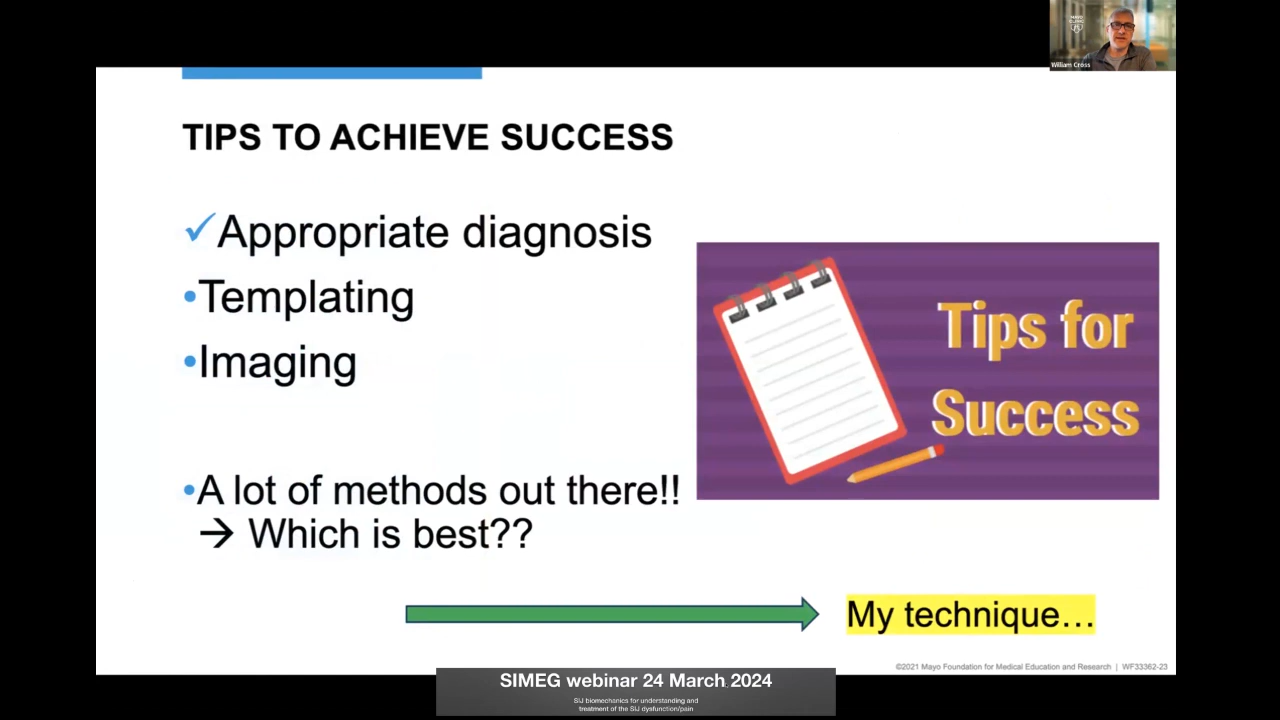 MAYO
CLINIC
William Cross
TIPS TO ACHIEVE SUCCESS
✓Appropriate diagnosis
•Templating
•Imaging
Tips for
Success
•A lot of methods out there!!
→ Which is best??
My technique…
©2021 Mayo Foundation for Medical Education and Research | WF33362-23
SIMEG webinar 24 March 2024
SIJ biomechanics for understanding and
treatment of the SIJ dysfunction/pain